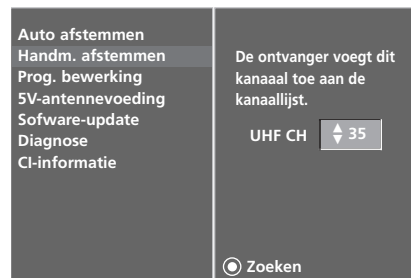 Auto afstemmen
Handm. afstemmen
Prog. bewerking
5V-antennevoeding
Sofware-update
Diagnose
CI-informatie
De ontvanger voegt dit
kanaaal toe aan de
kanaallijst.
UHF CH 35
Zoeken